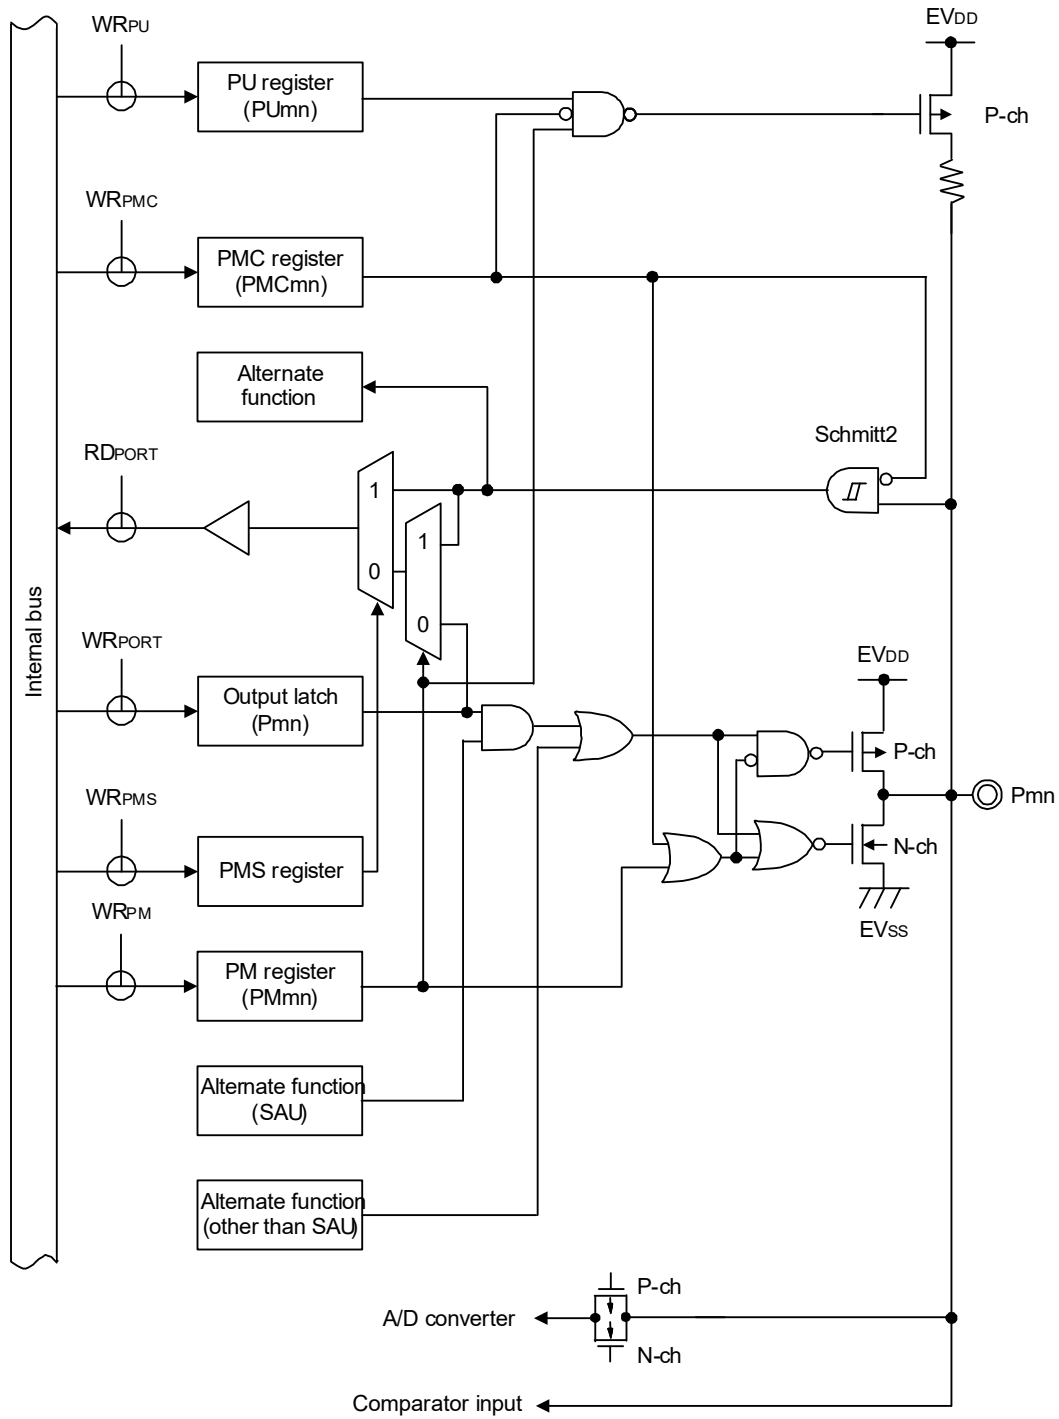 WRPU
EVDD
PU register
(PUmn)
P-ch
WRPMC
PMC register
(PMCmn)
Alternate
function
Schmitt2
RDPORT
1
1
0
0
Internal bus
WRPORT
EVDD
Output latch
(Pmn)
P-ch
WRPMS
Pmn
PMS register
N-ch
WRPM
EVSS
PM register
(PMmn)
Alternate function
(SAU)
Alternate function
(other than SAU)
P-ch
A/D converter
N-ch
Comparator input